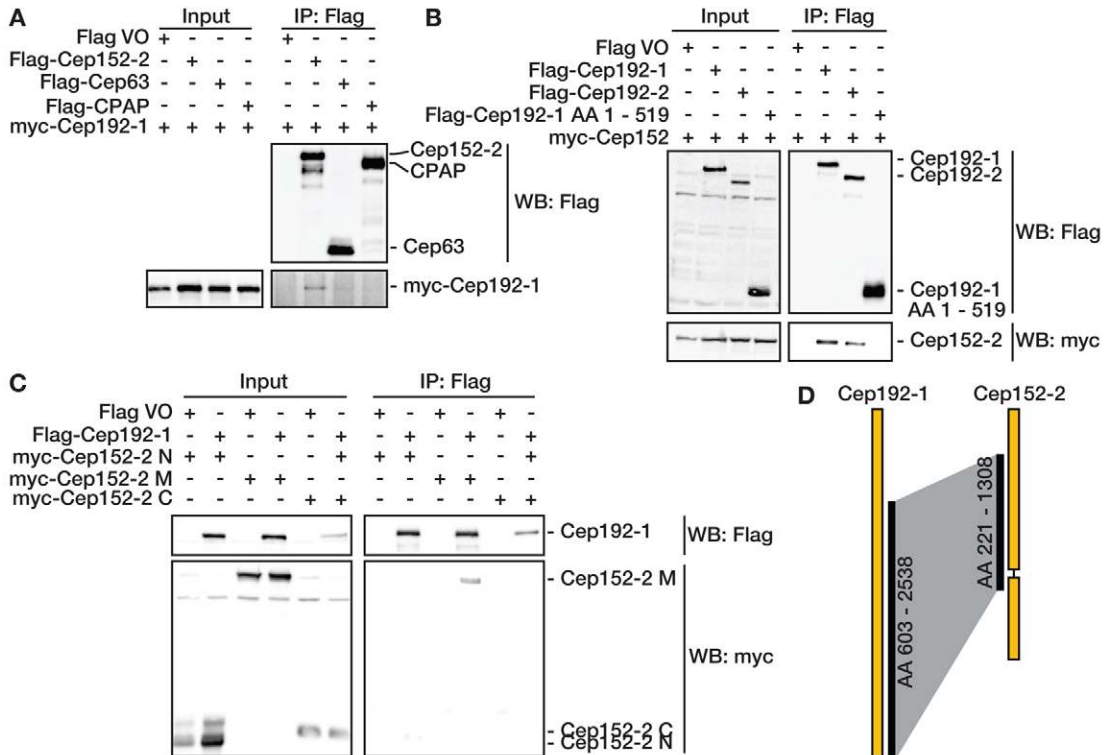 A
Input IP: Flag
Flag VO + - - - + - - -
Flag-Cep152-2 - + - - - + - -
Flag-Cep63 - - + - - - + -
Flag-CPAP - - - + - - - +
myc-Cep192-1 + + + + + + + +
- Cep152-2
- CPAP
WB: Flag
- Cep63
- myc-Cep192-1
B
Input IP: Flag
Flag VO + - - - + - - -
Flag-Cep192-1 - + - - - + - -
Flag-Cep192-2 - - + - - - + -
Flag-Cep192-1 AA 1 - 519 - - - + - - - +
myc-Cep152 + + + + + + + +
- Cep192-1
- Cep192-2
WB: Flag
- Cep192-1
AA 1 - 519
- Cep152-2 WB: myc
C
Input IP: Flag
Flag VO + - + - + - + - + - + -
Flag-Cep192-1 - + - + - + - + - + - +
myc-Cep152-2 N + + - - - + + + - - - +
myc-Cep152-2 M - - + + - - - - + + - -
myc-Cep152-2 C - - - - + + - - - - + +
- Cep192-1 WB: Flag
- Cep152-2 M
WB: myc
- Cep152-2 C
- Cep152-2 N
D
Cep192-1 Cep152-2
AA 603 - 2538
AA 221 - 1308